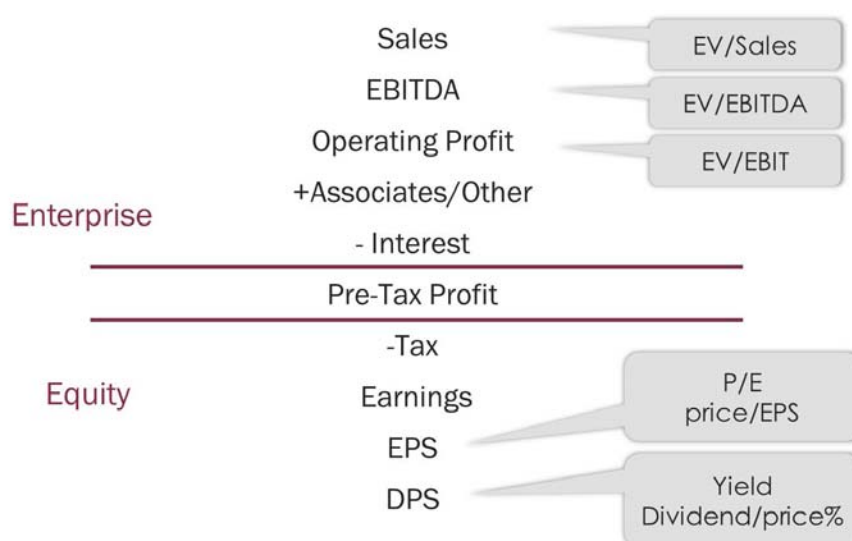 Sales
EV/Sales
EBITDA
EV/EBITDA
Operating Profit
EV/EBIT
+Associates/Other
Enterprise
- Interest
Pre-Tax Profit
-Tax
Equity
Earnings
P/E
price/EPS
EPS
DPS
Yield
Dividend/price%